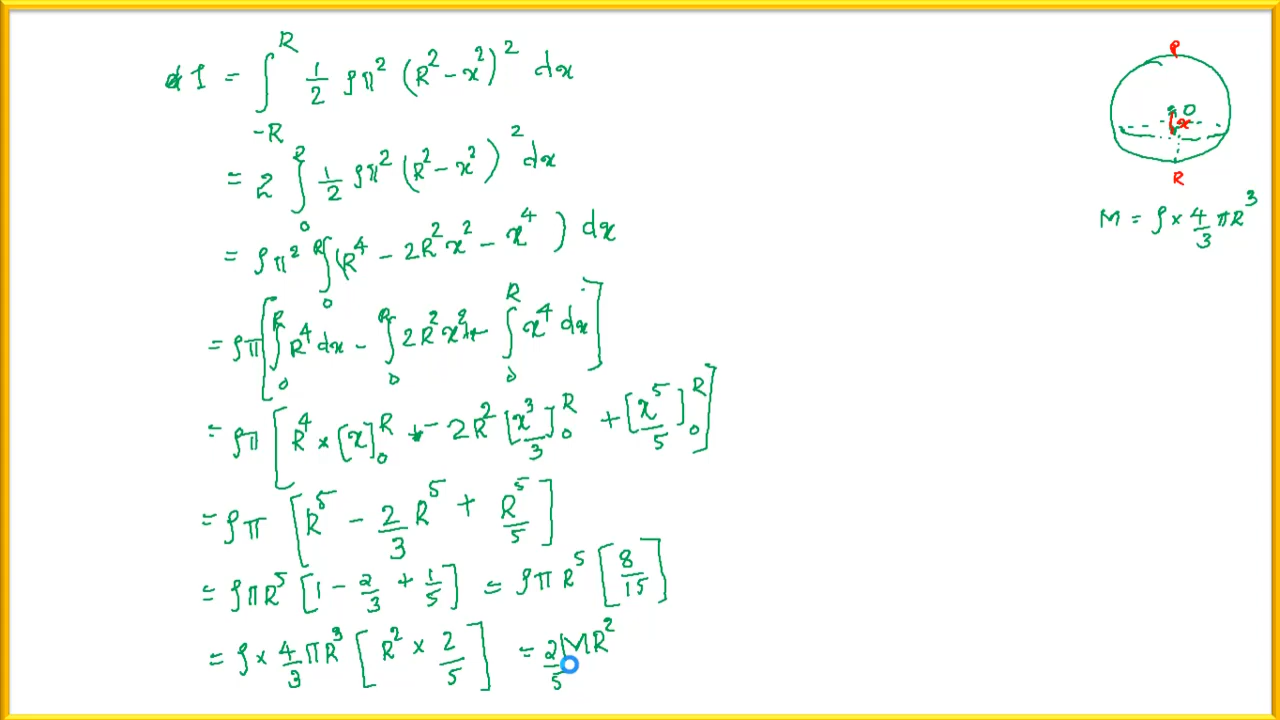 dI = ∫_{-R}^{R} 1/2 ρπ² (R² - x²)² dx
= 2 ∫_0^R 1/2 ρπ² (R² - x²)² dx
= ρπ² ∫_0^R (R⁴ - 2R²x² - x⁴) dx
= ρπ [∫_0^R R⁴ dx - ∫_0^R 2R²x² + ∫_0^R x⁴ dx]
= ρπ [R⁴ × [x]_0^R - 2R² [x³/3]_0^R + [x⁵/5]_0^R]
= ρπ [R⁵ - 2/3 R⁵ + R⁵/5]
= ρπR⁵ [1 - 2/3 + 1/5] = ρπR⁵ [8/15]
= ρ × 4/3 πR³ [R² × 2/5] = 2/5 MR²
P
O
x
R
M = ρ × 4/3 πR³